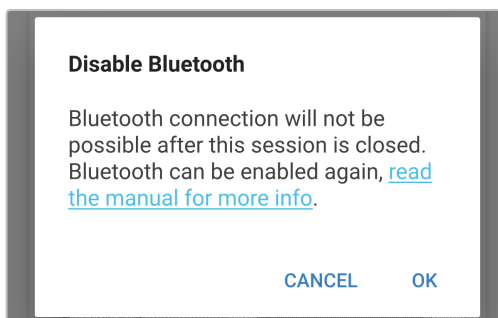 Disable Bluetooth
Bluetooth connection will not be
possible after this session is closed.
Bluetooth can be enabled again, read
the manual for more info.
CANCEL OK